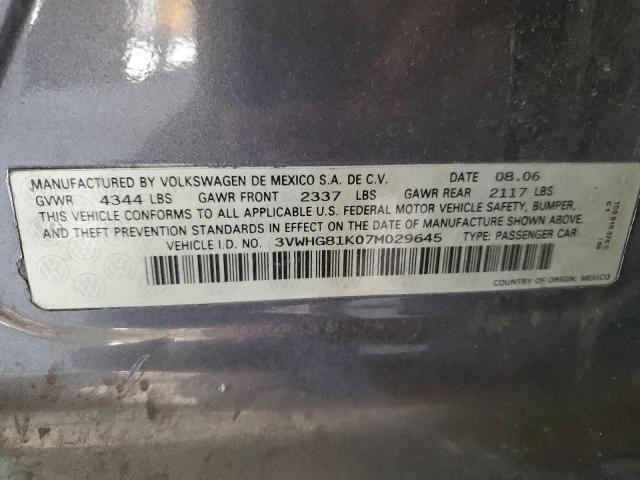 MANUFACTURED BY VOLKSWAGEN DE MEXICO S.A. DE C.V. DATE 08.06
GVWR 4344 LBS GAWR FRONT 2337 LBS GAWR REAR 2117 LBS
THIS VEHICLE CONFORMS TO ALL APPLICABLE U.S. FEDERAL MOTOR VEHICLE SAFETY, BUMPER,
AND THEFT PREVENTION STANDARDS IN EFFECT ON THE DATE OF MANUFACTURE SHOWN ABOVE.
VEHICLE I.D. NO. 3VWHG81K07M029645 TYPE: PASSENGER CAR
COUNTRY OF ORIGIN: MEXICO